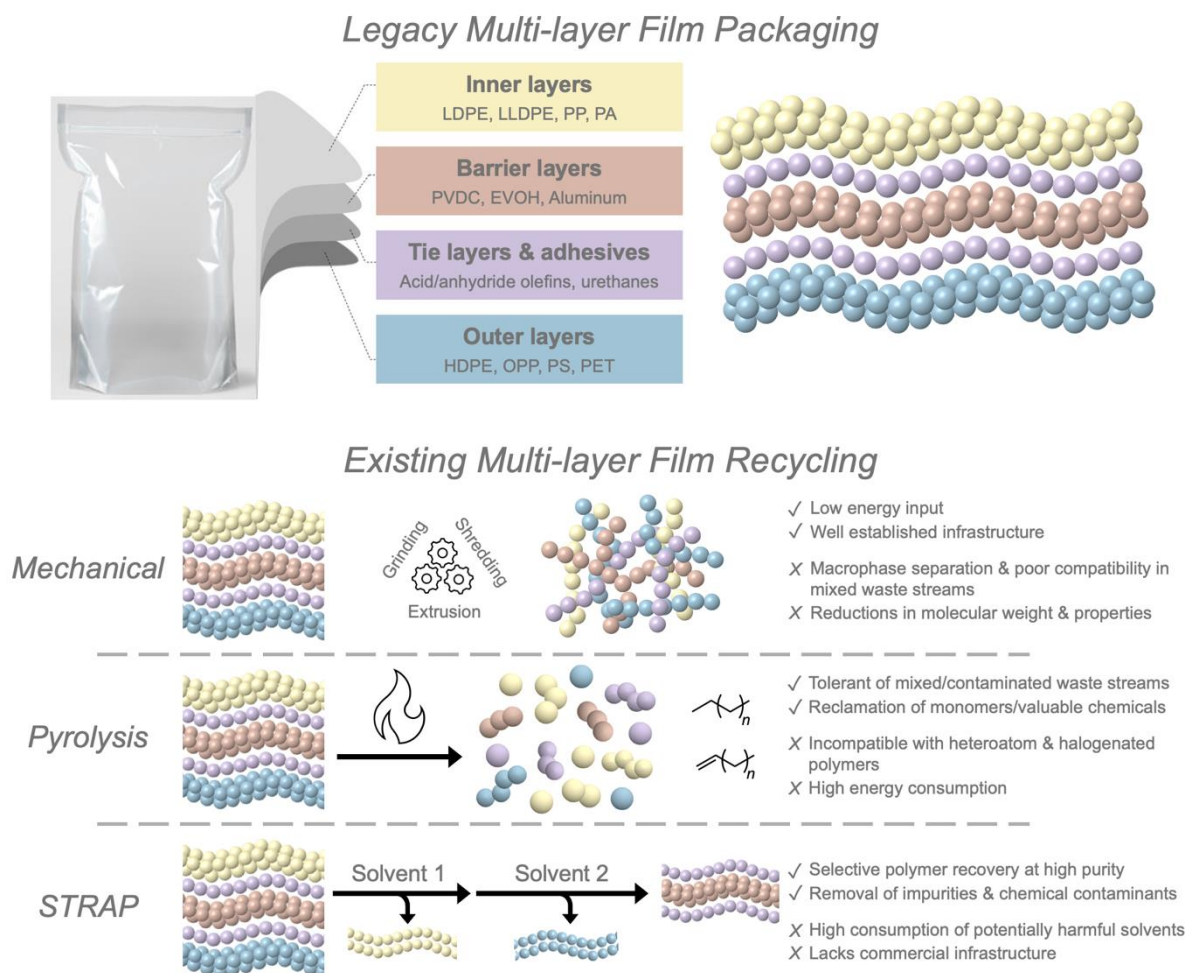 Legacy Multi-layer Film Packaging
Inner layers
LDPE, LLDPE, PP, PA
Barrier layers
PVDC, EVOH, Aluminum
Tie layers & adhesives
Acid/anhydride olefins, urethanes
Outer layers
HDPE, OPP, PS, PET
Existing Multi-layer Film Recycling
Mechanical
Grinding
Shredding
Extrusion
✓ Low energy input
✓ Well established infrastructure
X Macrophase separation & poor compatibility in
mixed waste streams
X Reductions in molecular weight & properties
Pyrolysis
n
n
✓ Tolerant of mixed/contaminated waste streams
✓ Reclamation of monomers/valuable chemicals
X Incompatible with heteroatom & halogenated
polymers
X High energy consumption
STRAP
Solvent 1
Solvent 2
✓ Selective polymer recovery at high purity
✓ Removal of impurities & chemical contaminants
X High consumption of potentially harmful solvents
X Lacks commercial infrastructure